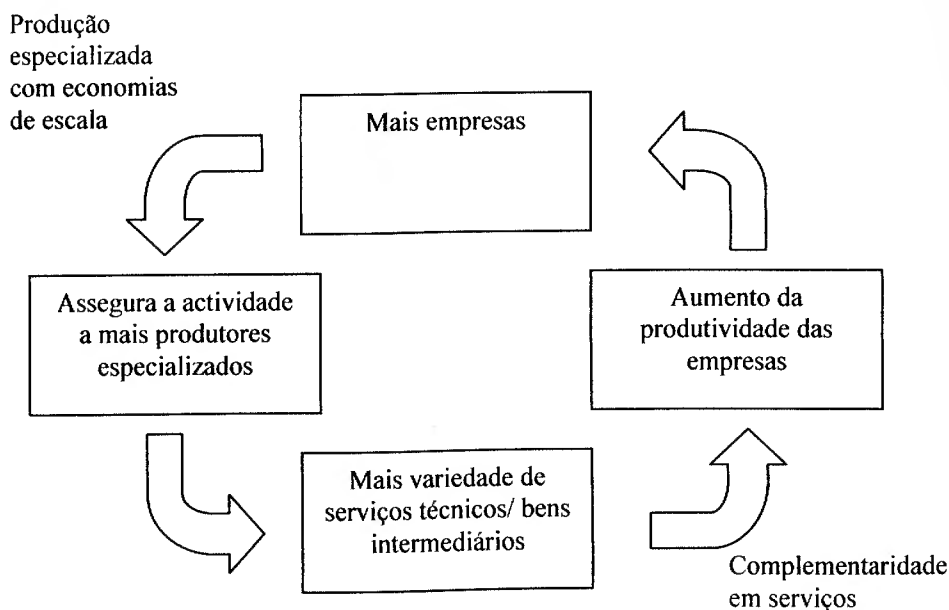 Produção
especializada
com economias
de escala
Mais empresas
Assegura a actividade
a mais produtores
especializados
Aumento da
produtividade das
empresas
Mais variedade de
serviços técnicos/ bens
intermediários
Complementaridade
em serviços